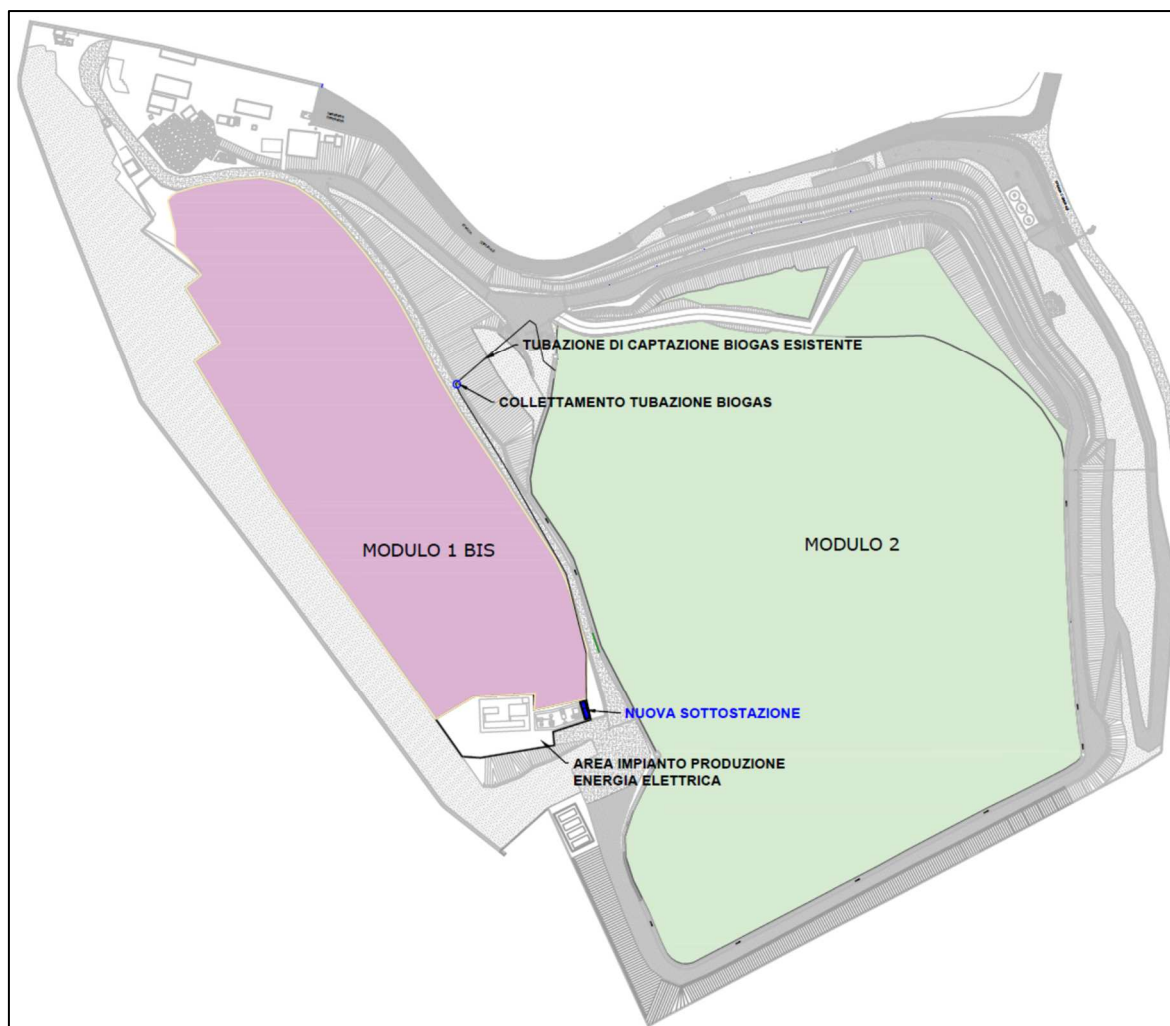 TUBAZIONE DI CAPTAZIONE BIOGAS ESISTENTE
COLLETTAMENTO TUBAZIONE BIOGAS
MODULO 1 BIS
MODULO 2
NUOVA SOTTOSTAZIONE
AREA IMPIANTO PRODUZIONE
ENERGIA ELETTRICA